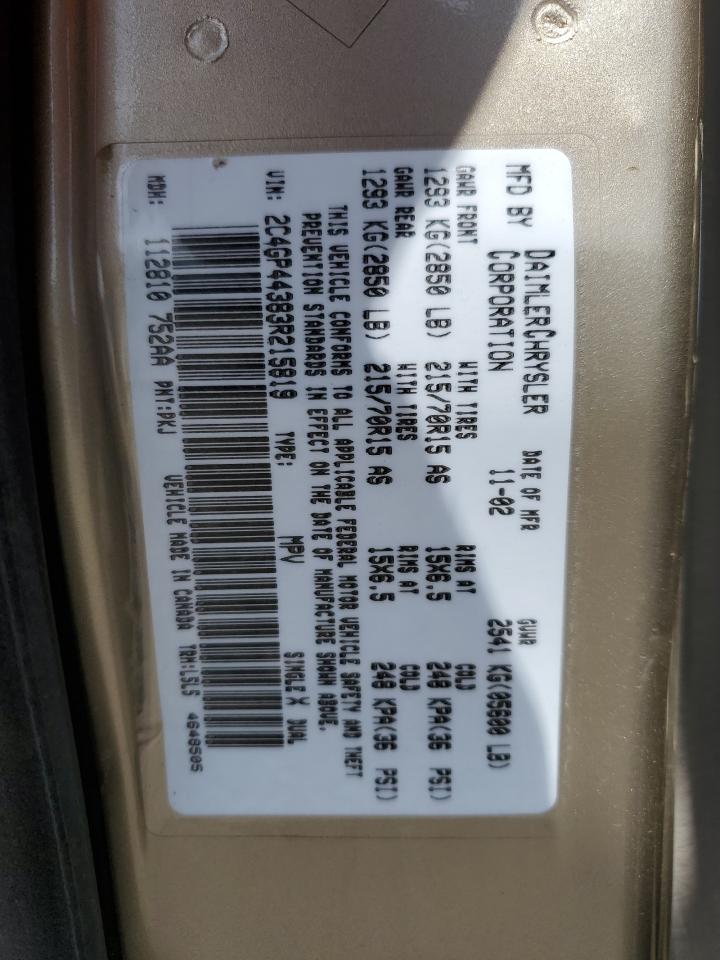 MFD BY DAIMLERCHRYSLER CORPORATION DATE OF MFR 11-02 GVWR 2541 KG(05600 LB)
GAWR FRONT WITH TIRES RIMS AT COLD
1293 KG(2850 LB) 215/70R15 AS 15X6.5 248 KPA(36 PSI)
GAWR REAR WITH TIRES RIMS AT COLD
1293 KG(2850 LB) 215/70R15 AS 15X6.5 248 KPA(36 PSI)
THIS VEHICLE CONFORMS TO ALL APPLICABLE FEDERAL MOTOR VEHICLE SAFETY AND THEFT
PREVENTION STANDARDS IN EFFECT ON THE DATE OF MANUFACTURE SHOWN ABOVE.
VIN: 2C4GP44383R215819 TYPE: MPV SINGLE X DUAL
MDH: 112810 752AA PNT:PKJ VEHICLE MADE IN CANADA TRM:L5L5 4648505